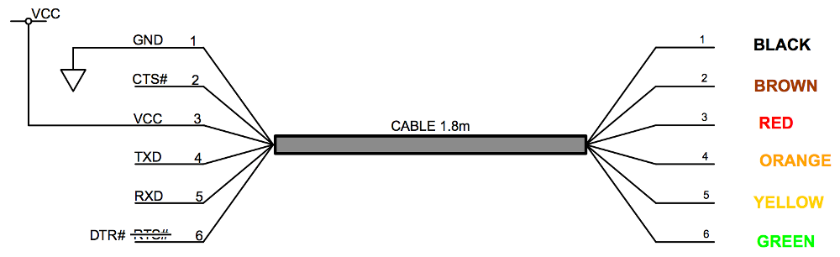 VCC
GND 1 1 BLACK
CTS# 2 2 BROWN
VCC 3 3 RED
CABLE 1.8m
TXD 4 4 ORANGE
RXD 5 5 YELLOW
DTR# RTS# 6 6 GREEN